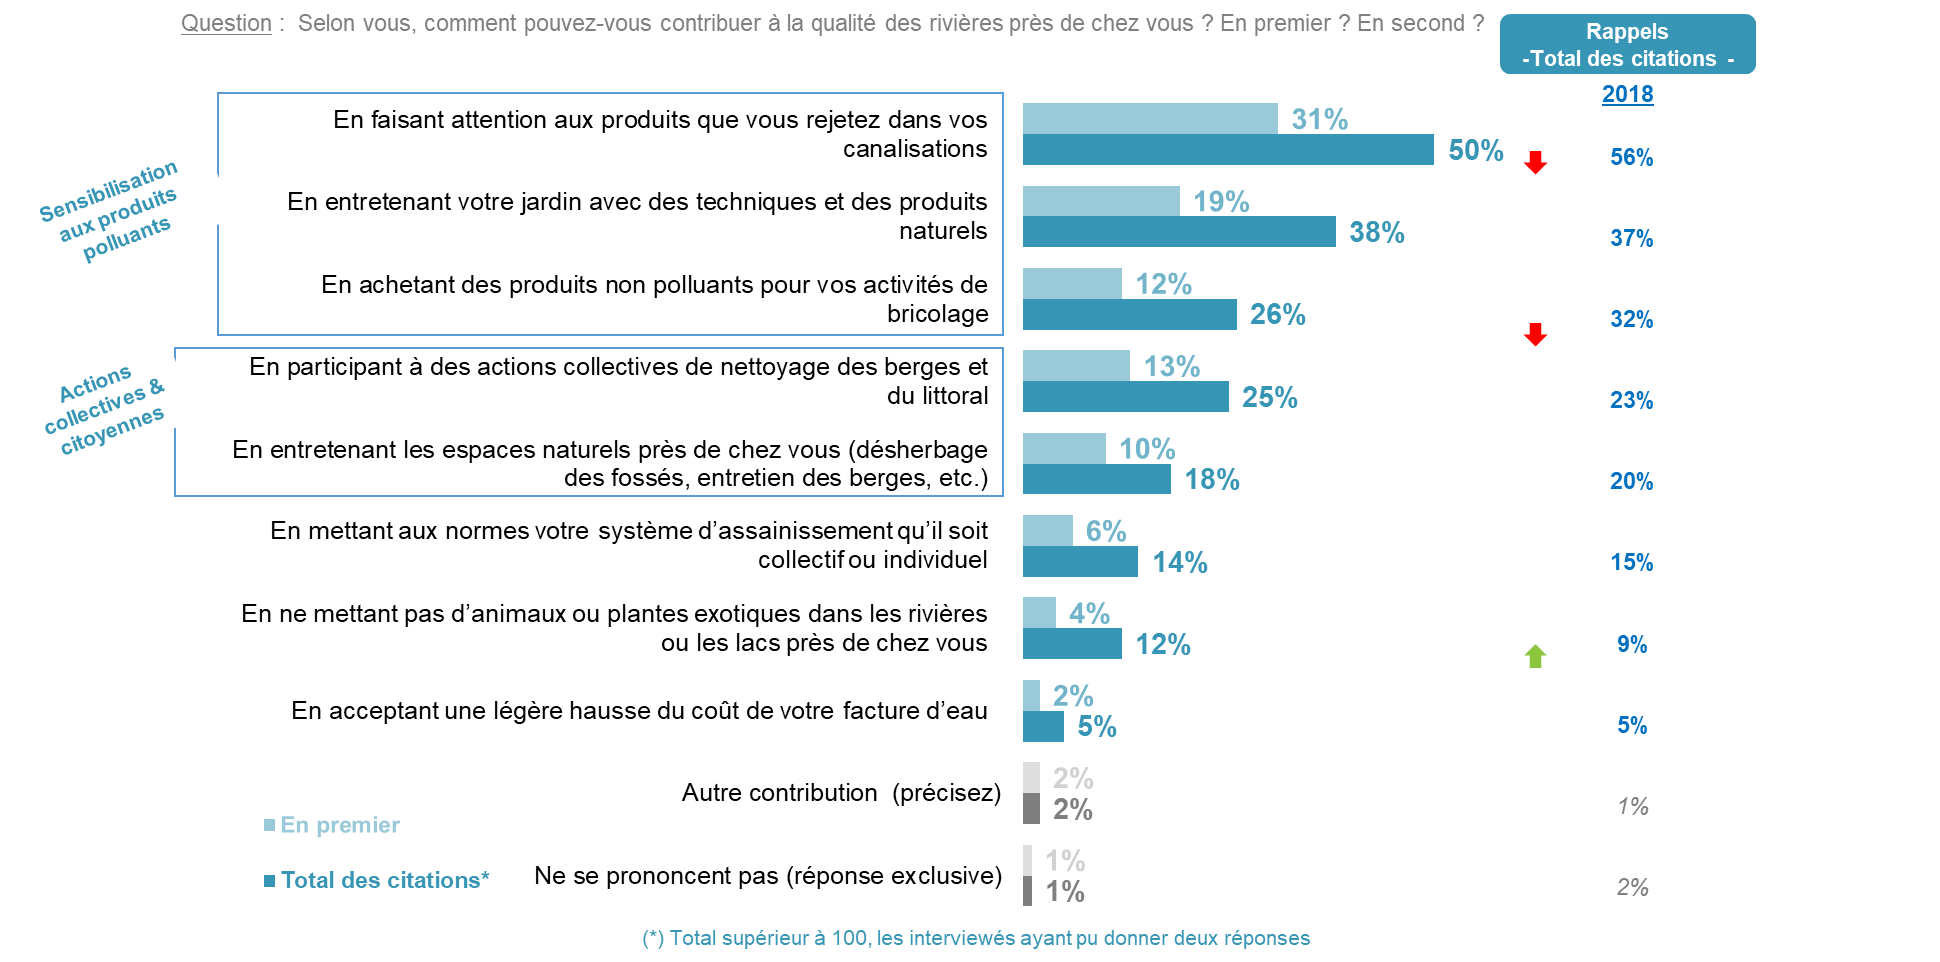 Question : Selon vous, comment pouvez-vous contribuer à la qualité des rivières près de chez vous ? En premier ? En second ?
Rappels
-Total des citations -
2018
Sensibilisation
aux produits
polluants
En faisant attention aux produits que vous rejetez dans vos
canalisations
31%
50%
56%
En entretenant votre jardin avec des techniques et des produits
naturels
19%
38%
37%
En achetant des produits non polluants pour vos activités de
bricolage
12%
26%
32%
Actions
collectives &
citoyennes
En participant à des actions collectives de nettoyage des berges et
du littoral
13%
25%
23%
En entretenant les espaces naturels près de chez vous (désherbage
des fossés, entretien des berges, etc.)
10%
18%
20%
En mettant aux normes votre système d’assainissement qu’il soit
collectif ou individuel
6%
14%
15%
En ne mettant pas d’animaux ou plantes exotiques dans les rivières
ou les lacs près de chez vous
4%
12%
9%
En acceptant une légère hausse du coût de votre facture d’eau
2%
5%
5%
Autre contribution (précisez)
2%
2%
1%
Ne se prononcent pas (réponse exclusive)
1%
1%
2%
En premier
Total des citations*
(*) Total supérieur à 100, les interviewés ayant pu donner deux réponses